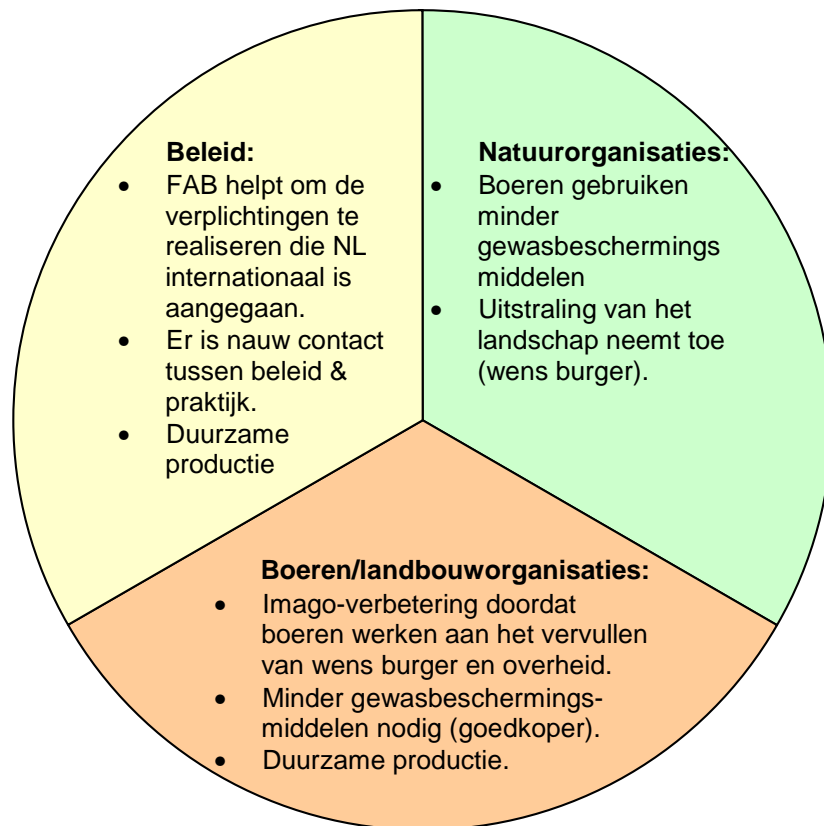 Beleid:
• FAB helpt om de
verplichtingen te
realiseren die NL
internationaal is
aangegaan.
• Er is nauw contact
tussen beleid &
praktijk.
• Duurzame
productie
Natuurorganisaties:
• Boeren gebruiken
minder
gewasbeschermings
middelen
• Uitstraling van het
landschap neemt toe
(wens burger).
Boeren/landbouworganisaties:
• Imago-verbetering doordat
boeren werken aan het vervullen
van wens burger en overheid.
• Minder gewasbeschermings-
middelen nodig (goedkoper).
• Duurzame productie.